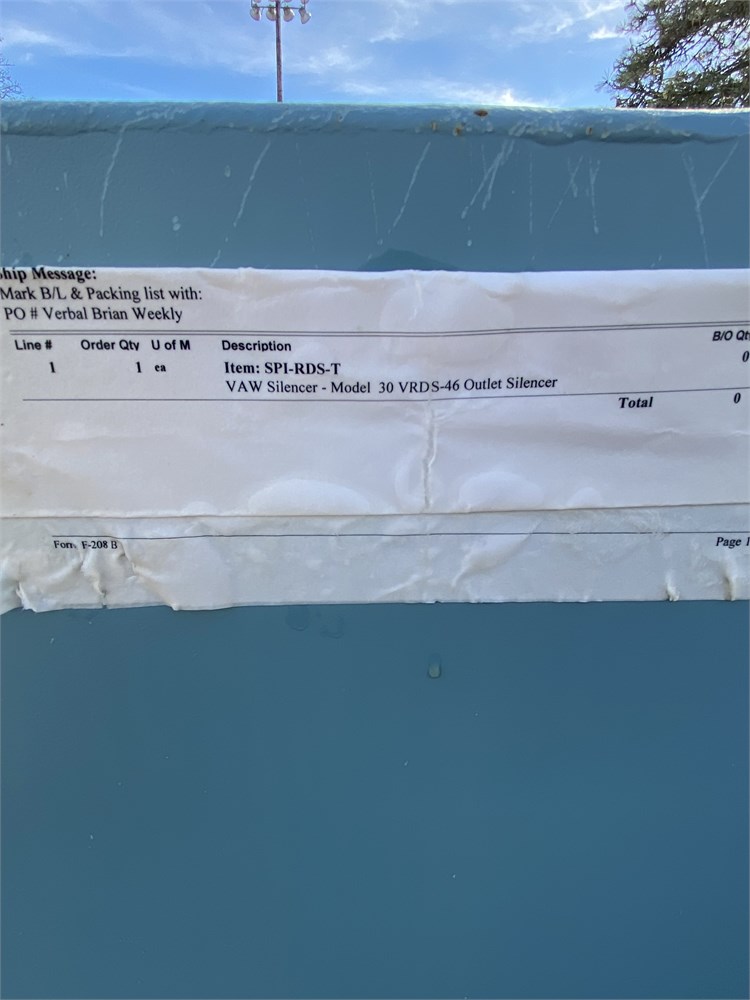 hip Message:
Mark B/L & Packing list with:
PO # Verbal Brian Weekly
Line # Order Qty U of M Description B/O Qt
1 1 ea Item: SPI-RDS-T 0
VAW Silencer - Model 30 VRDS-46 Outlet Silencer
Total 0
Form F-208 B Page 1